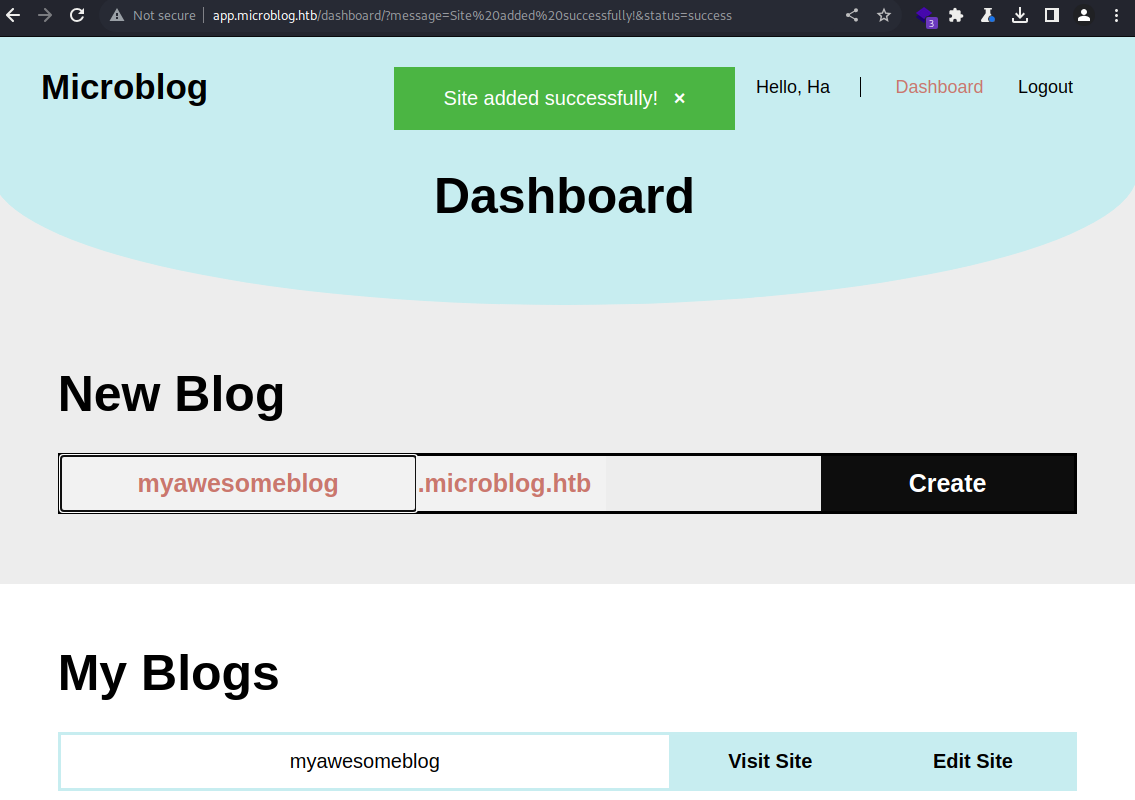 Not secure app.microblog.htb/dashboard/?message=Site%20added%20successfully!&status=success 3
Microblog Site added successfully! × Hello, Ha Dashboard Logout
Dashboard
New Blog
myawesomeblog .microblog.htb Create
My Blogs
myawesomeblog Visit Site Edit Site